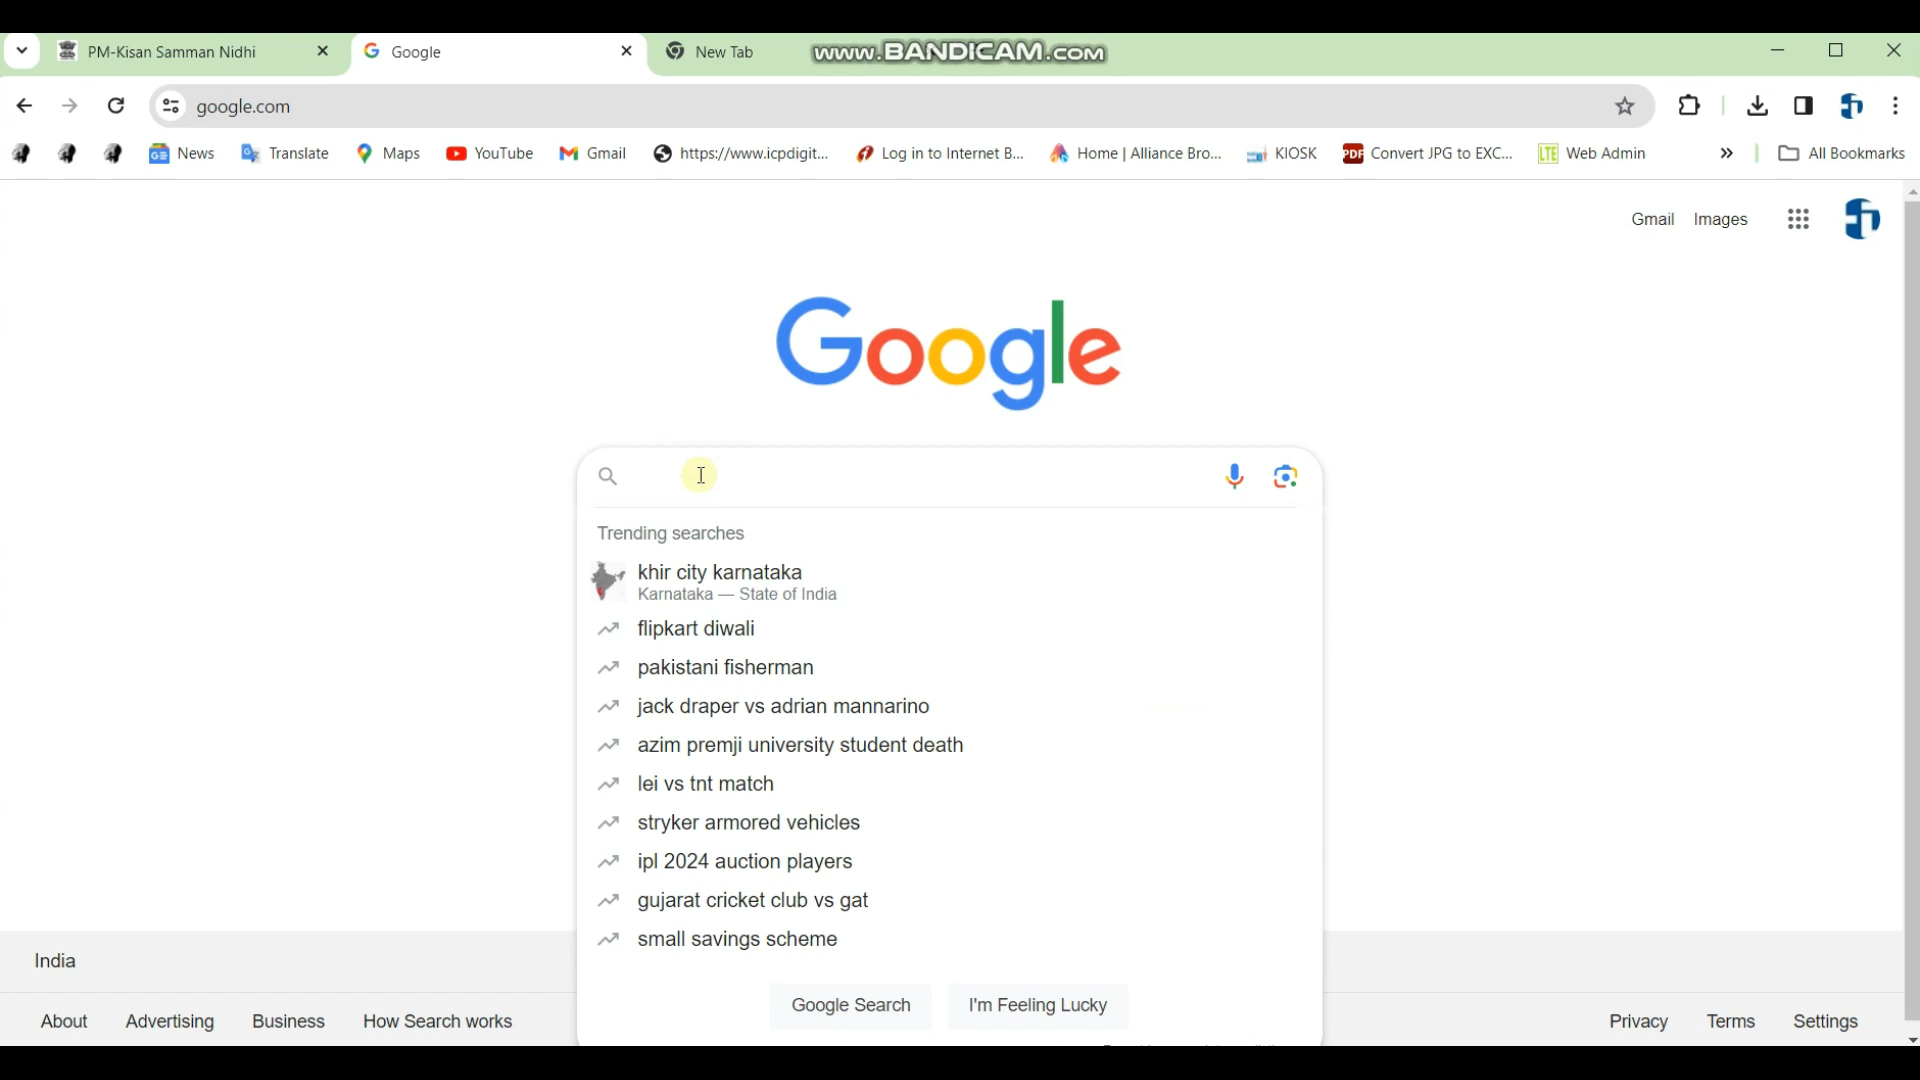 PM-Kisan Samman Nidhi
Google
New Tab
www.BANDICAM.com
google.com
News
Translate
Maps
YouTube
Gmail
https://www.icpdigit...
Log in to Internet B...
Home | Alliance Bro...
KIOSK
PDF
Convert JPG to EXC...
LTE
Web Admin
All Bookmarks
Gmail
Images
Google
Trending searches
khir city karnataka
Karnataka — State of India
flipkart diwali
pakistani fisherman
jack draper vs adrian mannarino
azim premji university student death
lei vs tnt match
stryker armored vehicles
ipl 2024 auction players
gujarat cricket club vs gat
small savings scheme
Google Search
I'm Feeling Lucky
India
About
Advertising
Business
How Search works
Privacy
Terms
Settings